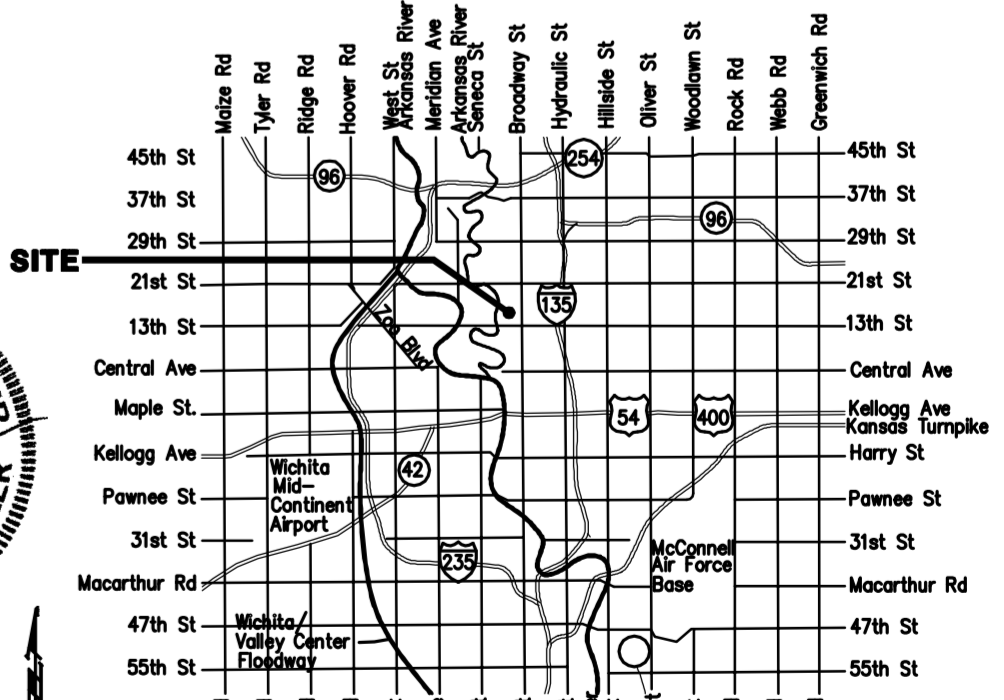 Maize Rd
Tyler Rd
Ridge Rd
Hoover Rd
West St
Arkansas River
Meridian Ave
Arkansas River
Seneca St
Broadway St
Hydraulic St
Hillside St
Oliver St
Woodlawn St
Rock Rd
Webb Rd
Greenwich Rd
45th St
254
45th St
96
37th St
37th St
96
29th St
29th St
SITE
21st St
21st St
135
13th St
13th St
Zoo Blvd
Central Ave
Central Ave
Maple St.
54
400
Kellogg Ave
Kansas Turnpike
Kellogg Ave
Harry St
Wichita
Mid-
Continent
Airport
42
Pawnee St
Pawnee St
31st St
31st St
McConnell
Air Force
Base
235
Macarthur Rd
Macarthur Rd
47th St
47th St
Wichita/
Valley Center
Floodway
55th St
55th St